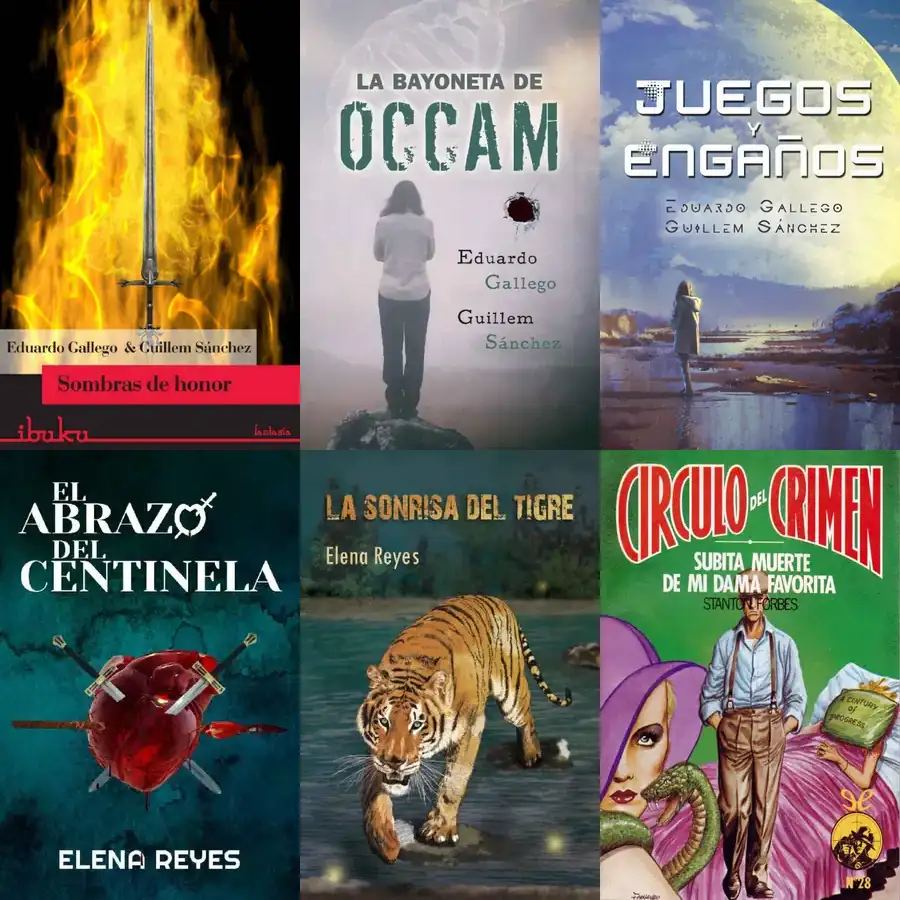 Eduardo Gallego & Guillem Sánchez
Sombras de honor
ibuku
fantasía
LA BAYONETA DE
OCCAM
Eduardo
Gallego
Guillem
Sánchez
JUEGOS
Y
ENGAÑOS
EDUARDO GALLEGO
GUILLEM SÁNCHEZ
EL
ABRAZO
DEL
CENTINELA
ELENA REYES
LA SONRISA DEL TIGRE
Elena Reyes
CIRCULO DEL CRIMEN
SUBITA MUERTE
DE MI DAMA FAVORITA
STANTON FORBES
A CENTURY
OF
PROGRESS
Nº28